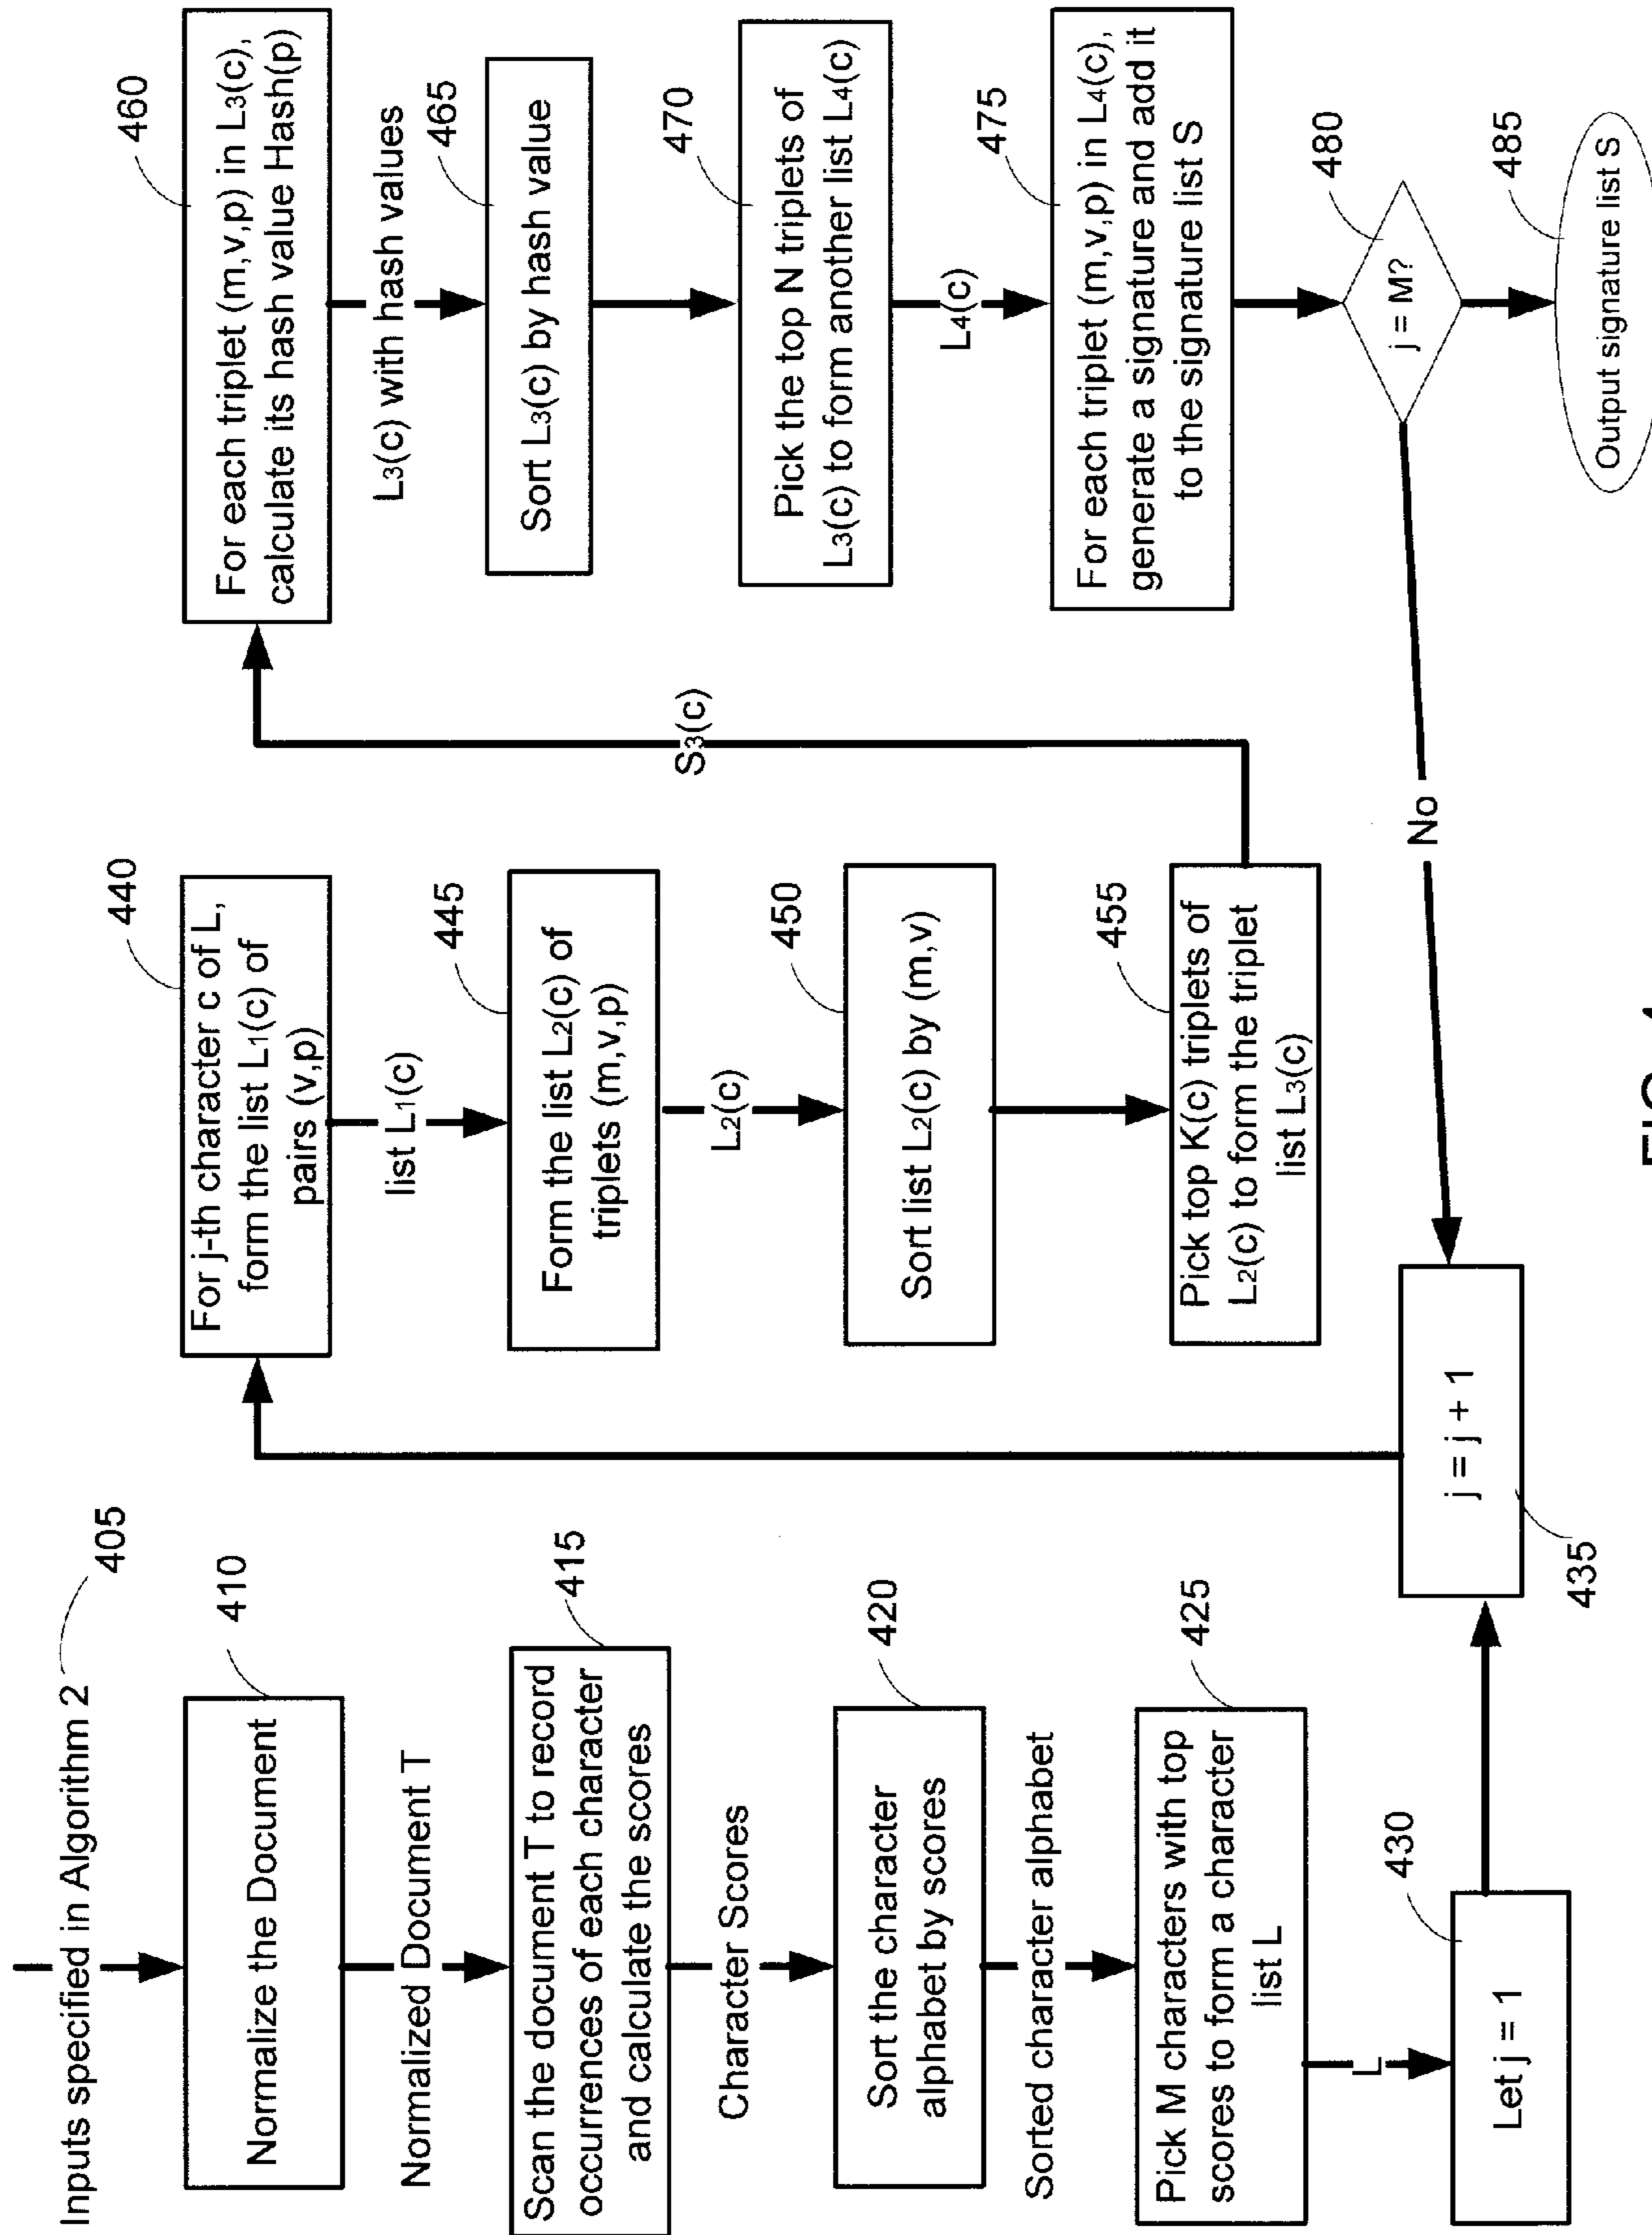 Inputs specified in Algorithm 2
405
410
Normalize the Document
Normalized Document T
415
Scan the document T to record
occurrences of each character
and calculate the scores
Character Scores
420
Sort the character
alphabet by scores
Sorted character alphabet
425
Pick M characters with top
scores to form a character
list L
L
430
Let j = 1
435
j = j + 1
440
For j-th character c of L,
form the list L1(c) of
pairs (v,p)
list L1(c)
445
Form the list L2(c) of
triplets (m,v,p)
L2(c)
450
Sort list L2(c) by (m,v)
455
Pick top K(c) triplets of
L2(c) to form the triplet
list L3(c)
S3(c)
460
For each triplet (m,v,p) in L3(c),
calculate its hash value Hash(p)
L3(c) with hash values
465
Sort L3(c) by hash value
470
Pick the top N triplets of
L3(c) to form another list L4(c)
L4(c)
475
For each triplet (m,v,p) in L4(c),
generate a signature and add it
to the signature list S
480
j = M?
No
485
Output signature list S